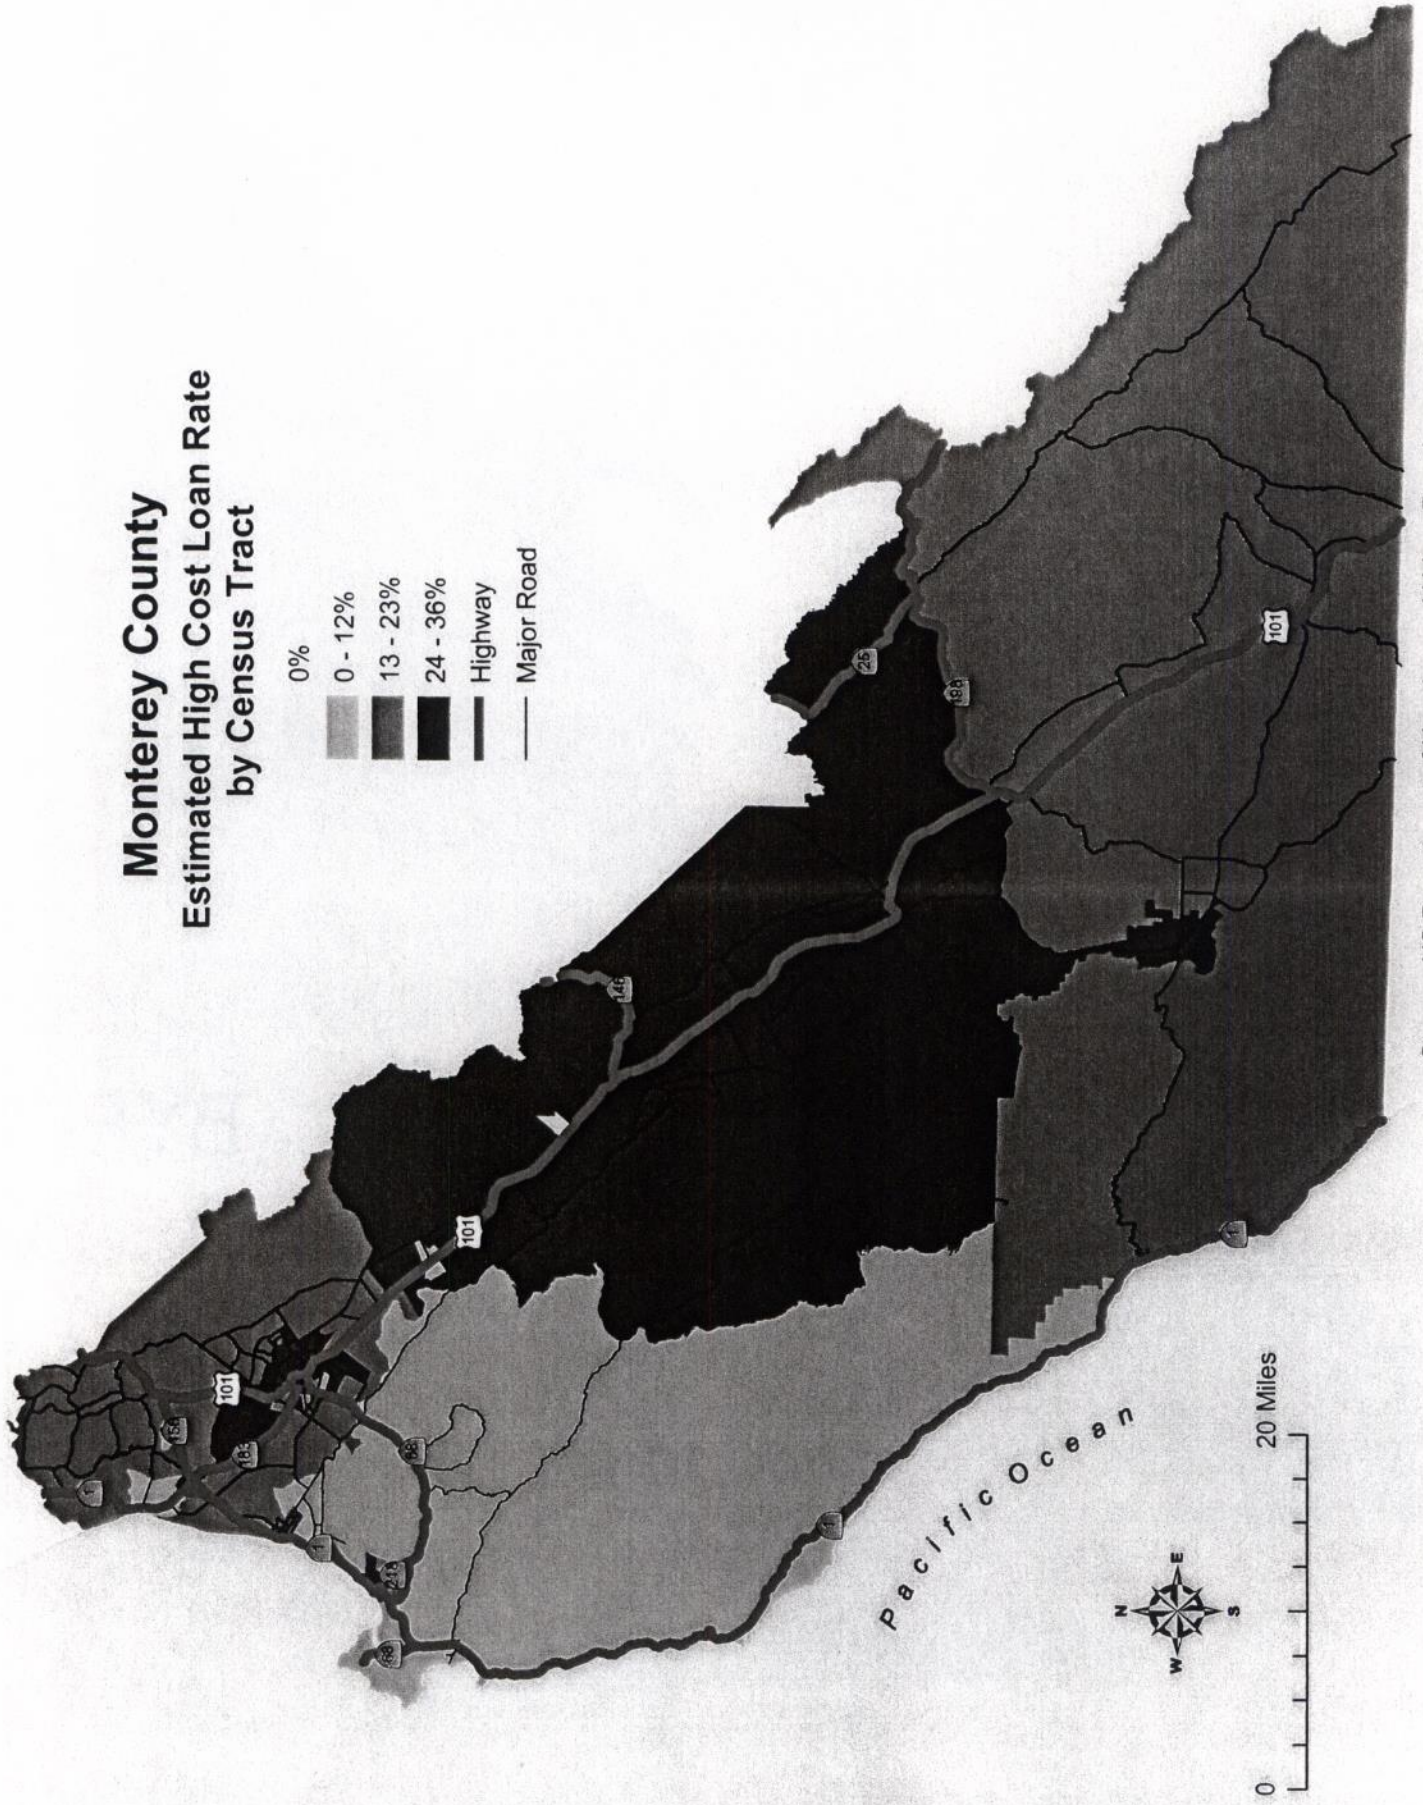 Monterey County
Estimated High Cost Loan Rate
by Census Tract
0%
0 - 12%
13 - 23%
24 - 36%
Highway
Major Road
1
156
101
183
1
68
218
68
101
146
25
198
101
1
1
Pacific Ocean
N
W
E
S
0
20 Miles